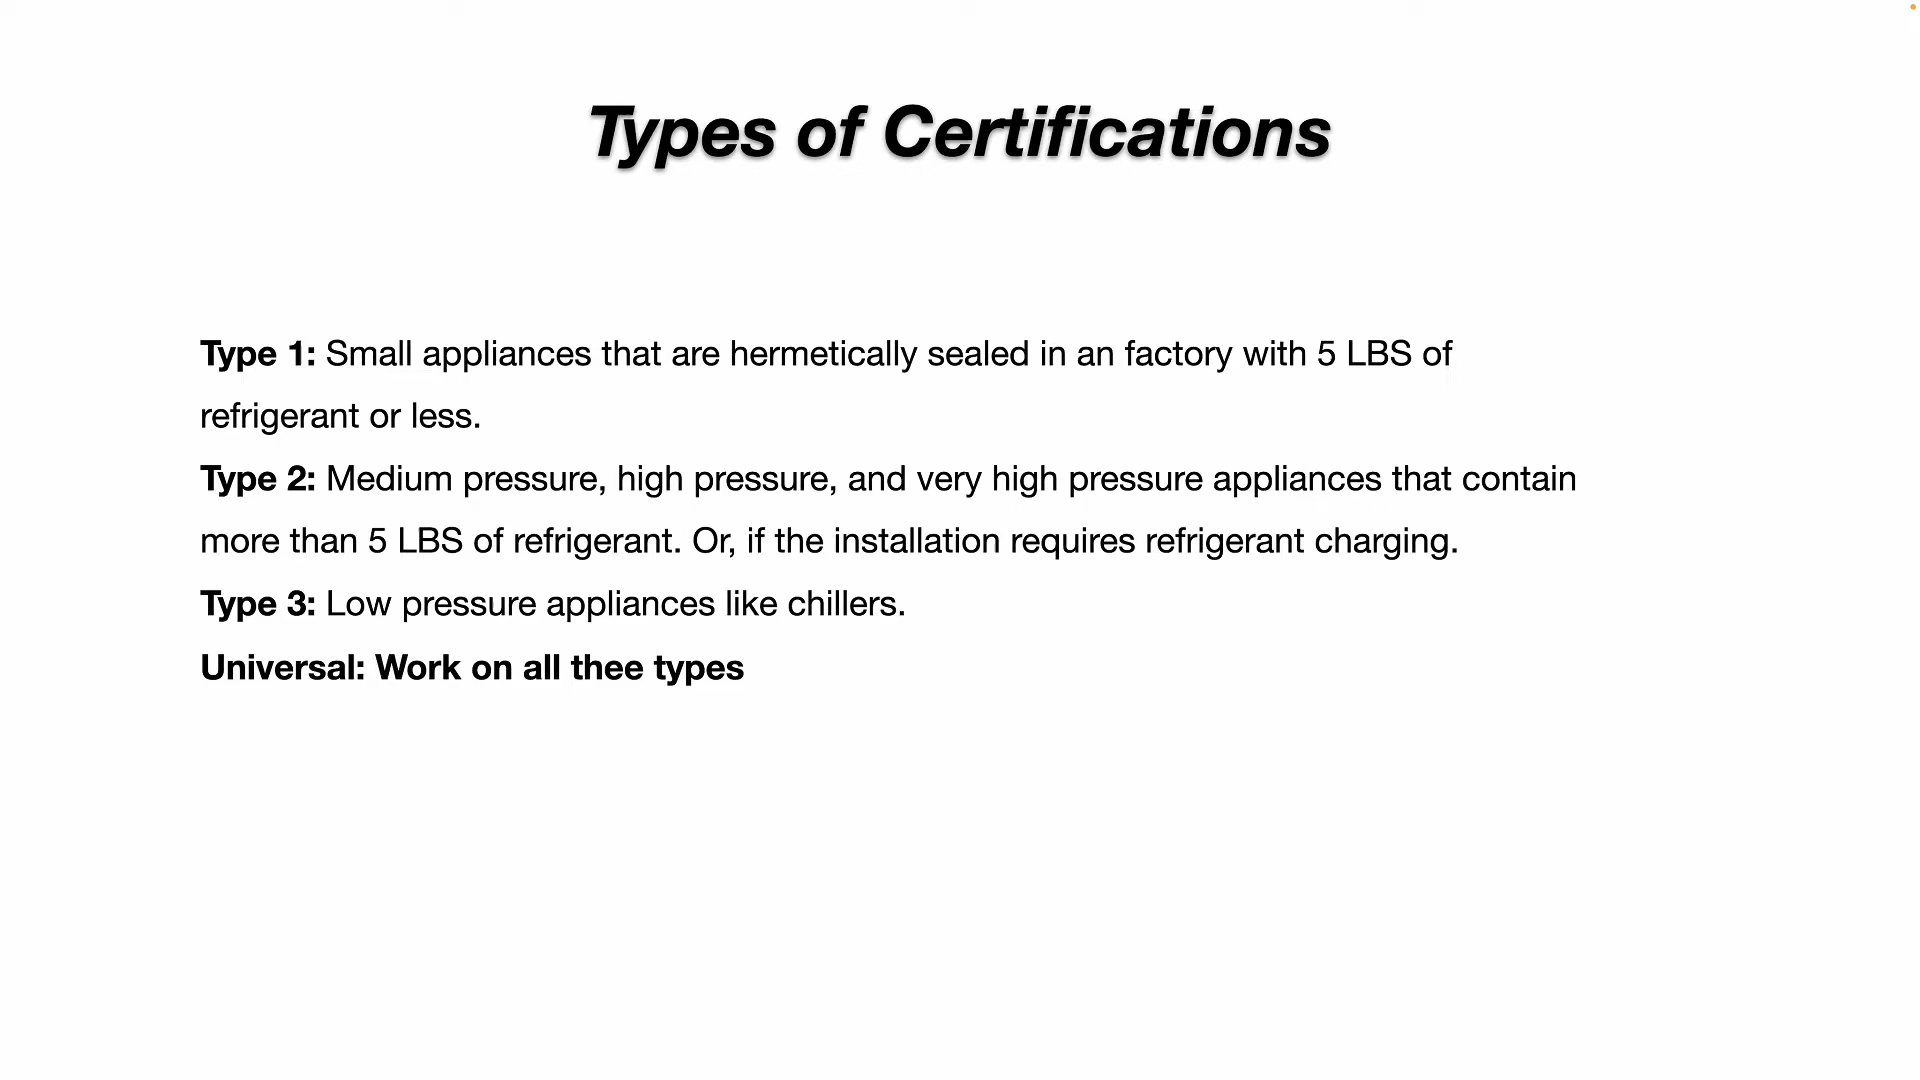 Types of Certifications
Type 1: Small appliances that are hermetically sealed in an factory with 5 LBS of
refrigerant or less.
Type 2: Medium pressure, high pressure, and very high pressure appliances that contain
more than 5 LBS of refrigerant. Or, if the installation requires refrigerant charging.
Type 3: Low pressure appliances like chillers.
Universal: Work on all thee types